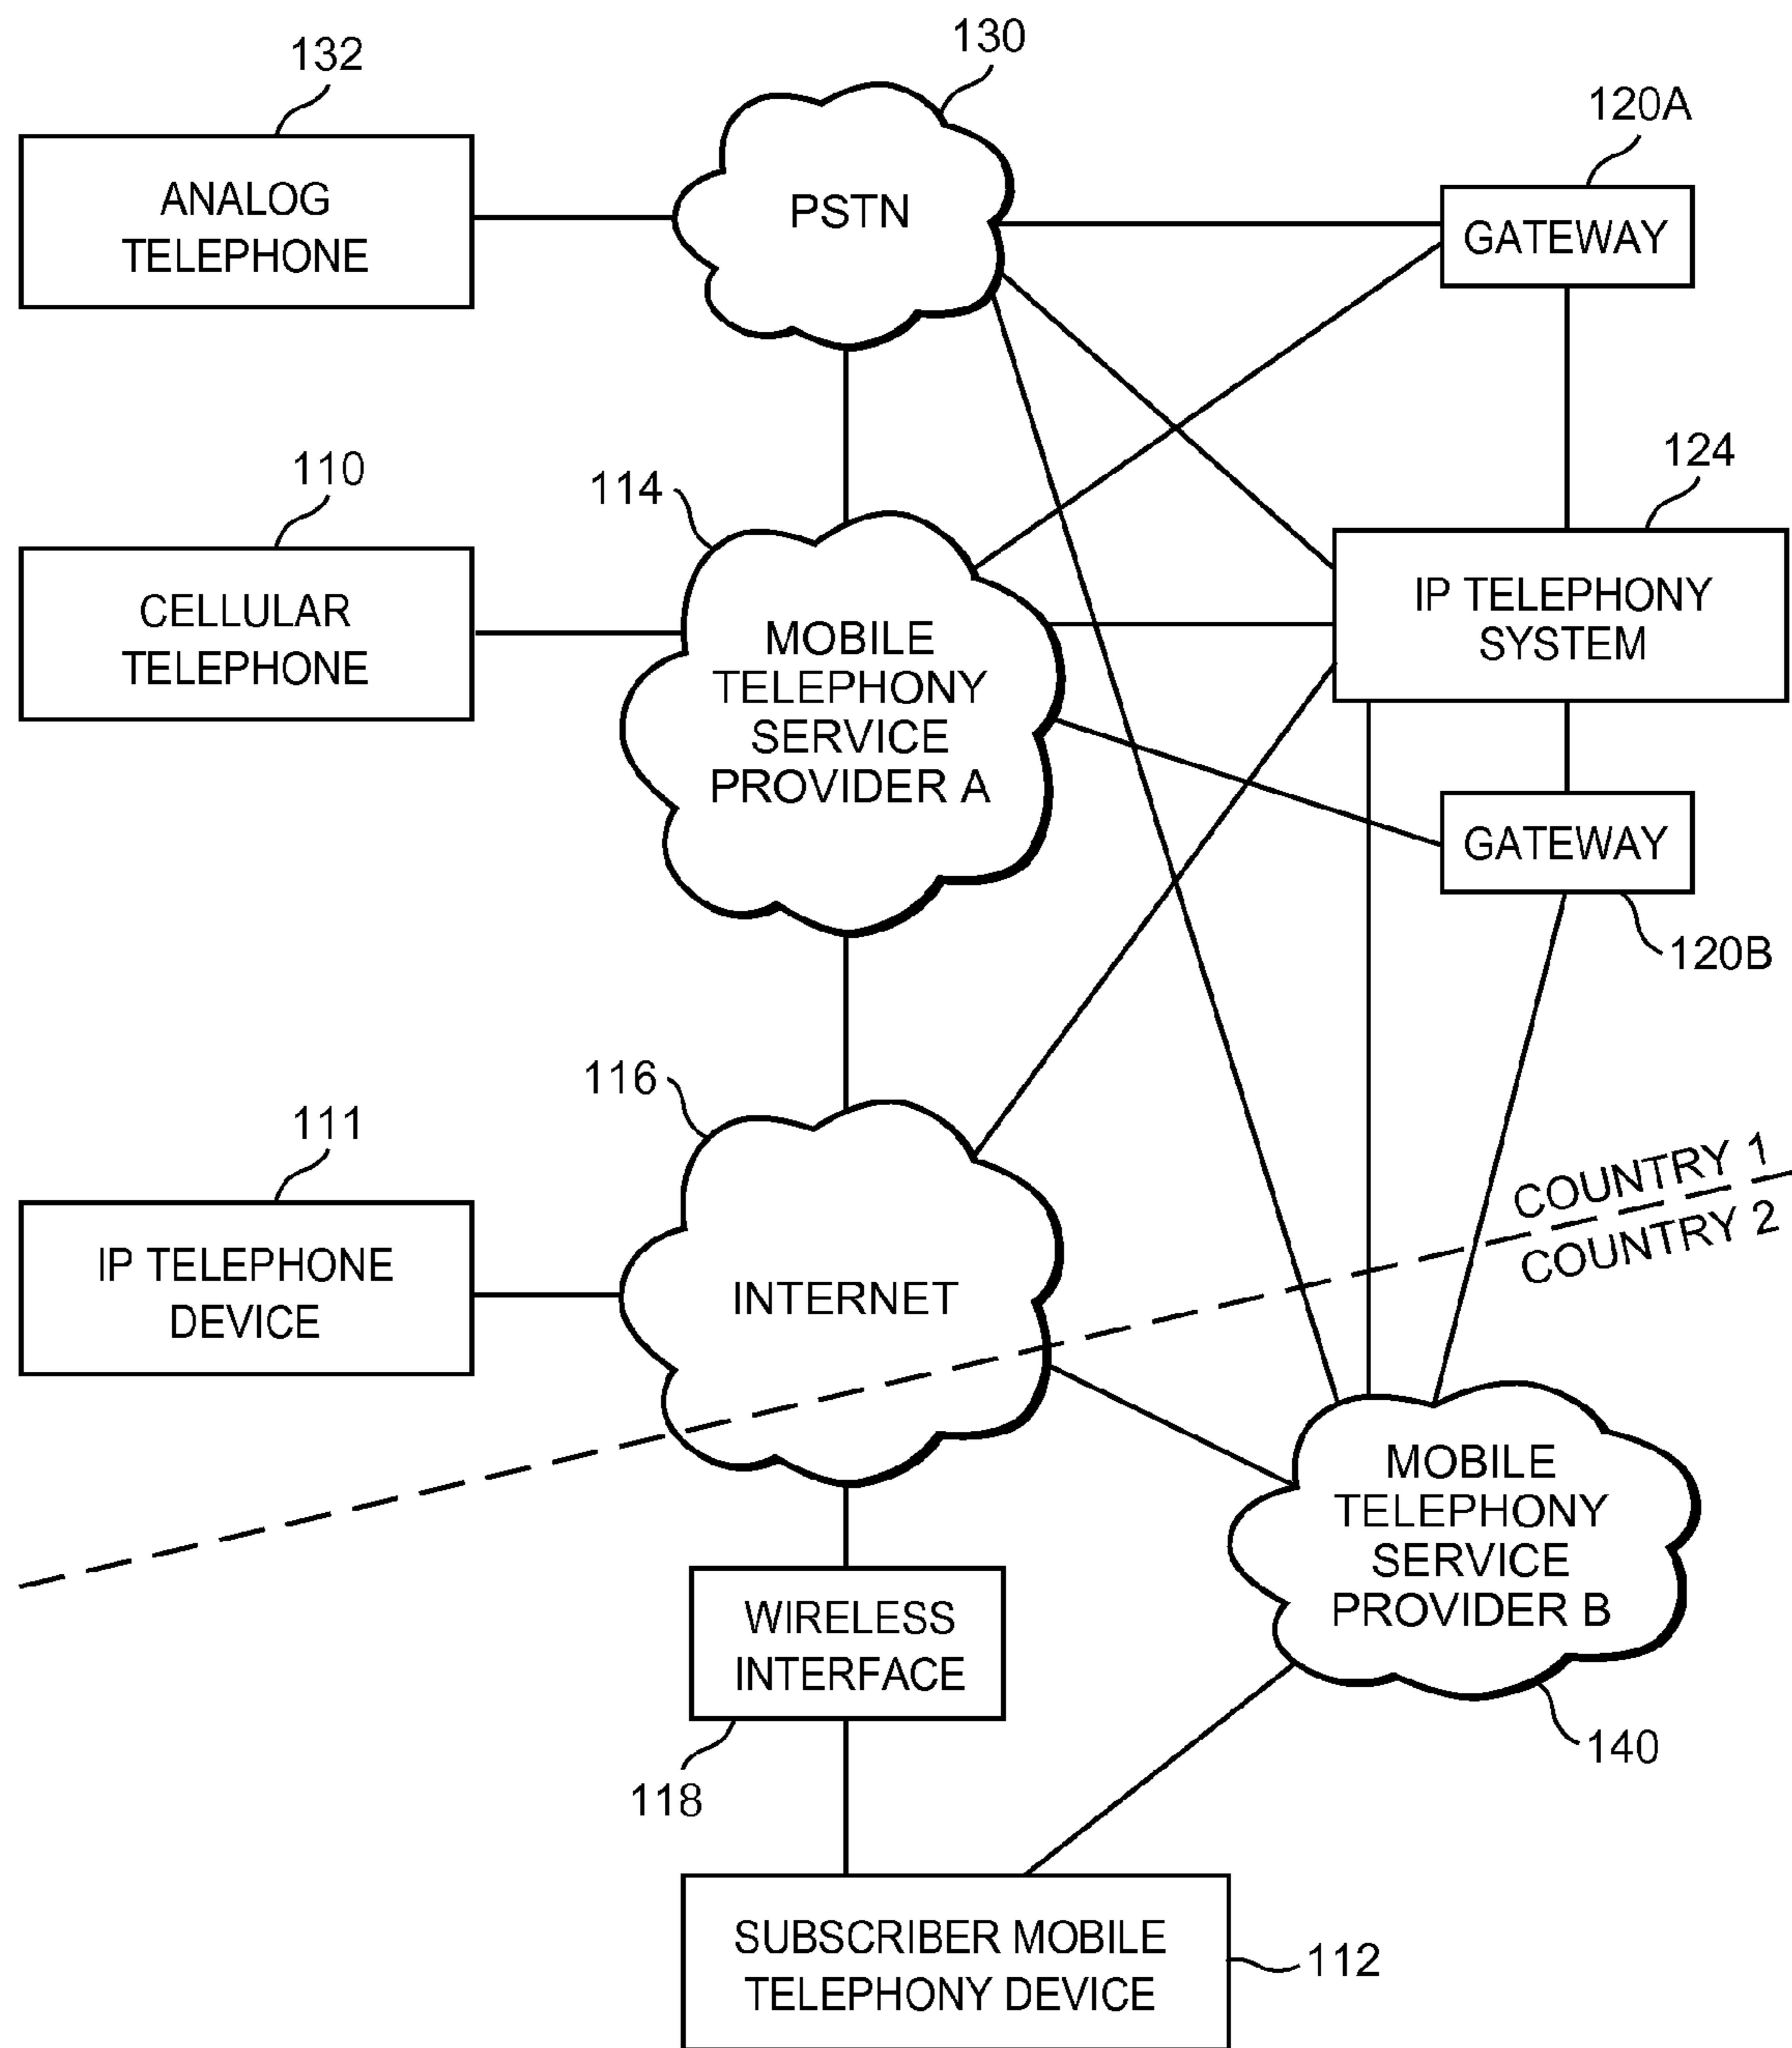 130
132
120A
ANALOG
TELEPHONE
PSTN
GATEWAY
110
114
124
CELLULAR
TELEPHONE
MOBILE
TELEPHONY
SERVICE
PROVIDER A
IP TELEPHONY
SYSTEM
GATEWAY
120B
116
111
IP TELEPHONE
DEVICE
INTERNET
COUNTRY 1
COUNTRY 2
MOBILE
TELEPHONY
SERVICE
PROVIDER B
WIRELESS
INTERFACE
140
118
SUBSCRIBER MOBILE
TELEPHONY DEVICE
112